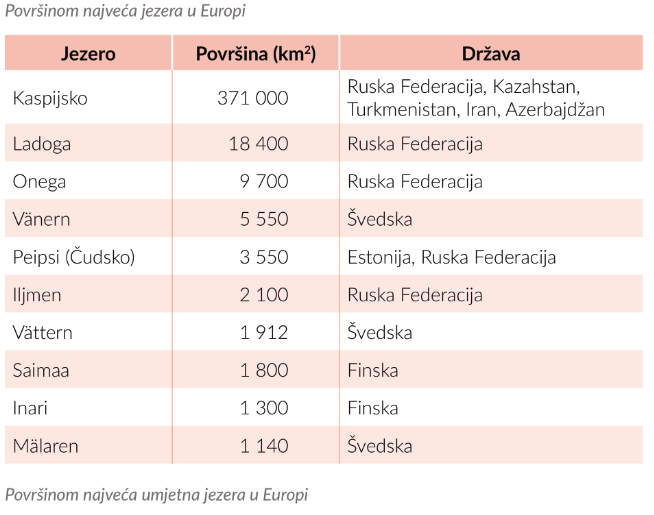 Površinom najveća jezera u Europi
Jezero Površina (km²) Država
Kaspijsko 371 000 Ruska Federacija, Kazahstan,
Turkmenistan, Iran, Azerbajdžan
Ladoga 18 400 Ruska Federacija
Onega 9 700 Ruska Federacija
Vänern 5 550 Švedska
Peipsi (Čudsko) 3 550 Estonija, Ruska Federacija
Iljmen 2 100 Ruska Federacija
Vättern 1 912 Švedska
Saimaa 1 800 Finska
Inari 1 300 Finska
Mälaren 1 140 Švedska
Površinom najveća umjetna jezera u Europi